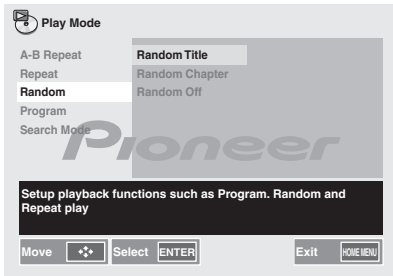 Play Mode
A-B Repeat
Repeat
Random
Program
Search Mode
Random Title
Random Chapter
Random Off
Pioneer
Setup playback functions such as Program. Random and
Repeat play
Move Select ENTER Exit HOME MENU